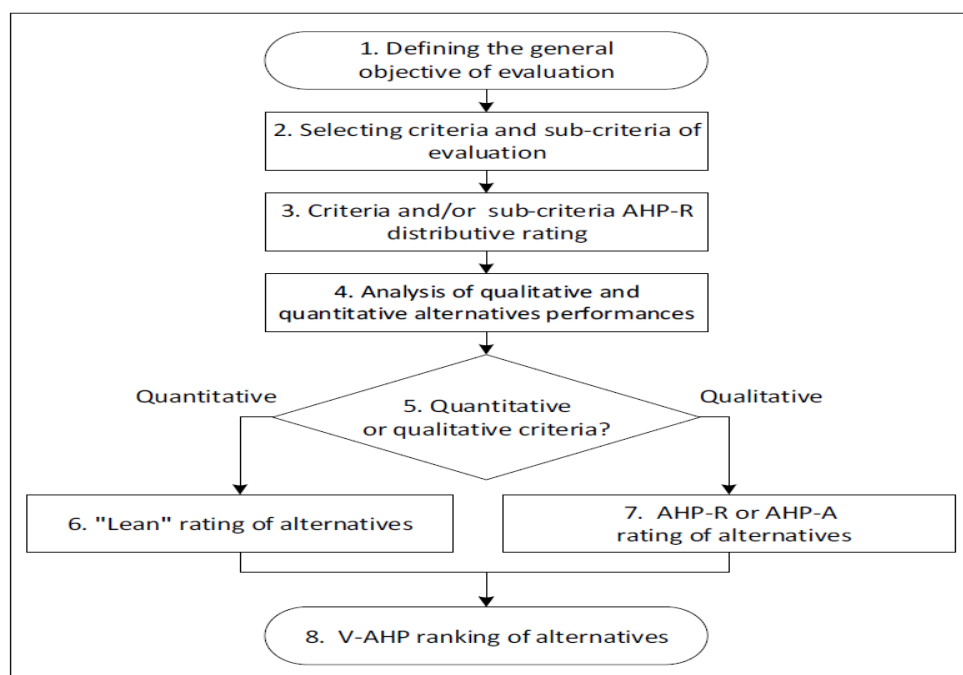 1. Defining the general
objective of evaluation
2. Selecting criteria and sub-criteria of
evaluation
3. Criteria and/or sub-criteria AHP-R
distributive rating
4. Analysis of qualitative and
quantitative alternatives performances
Quantitative
Qualitative
5. Quantitative
or qualitative criteria?
6. "Lean" rating of alternatives
7. AHP-R or AHP-A
rating of alternatives
8. V-AHP ranking of alternatives